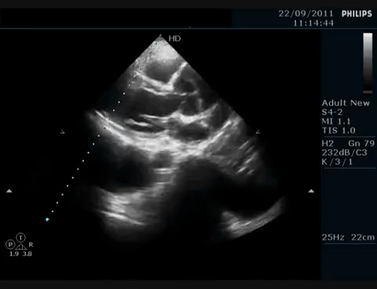 22/09/2011 PHILIPS
11:14:44
HD
Adult New
S4-2
MI 1.1
TIS 1.0
H2 Gn 79
232dB/C3
K/3/1
25Hz 22cm
T
P R
1.9 3.8